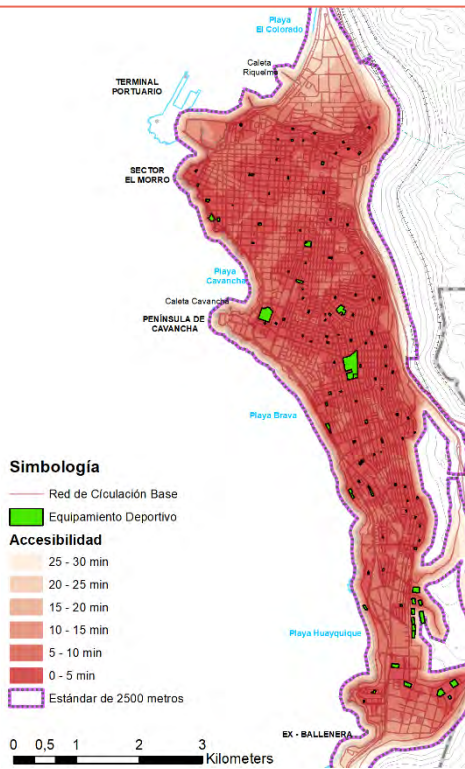 Playa
El Coloredo
Caleta
Riquelme
TERMINAL
PORTUARIO
SECTOR
EL MORRO
Playa
Cavancha
Caleta Cavancha
PENÍNSULA DE
CAVANCHA
Playa Brava
Simbología
Red de Círculación Base
Equipamiento Deportivo
Accesibilidad
25 - 30 min
20 - 25 min
15 - 20 min
10 - 15 min
5 - 10 min
0 - 5 min
Estándar de 2500 metros
Playa Huayquique
EX - BALLENERA
0 0,5 1 2 3
Kilometers